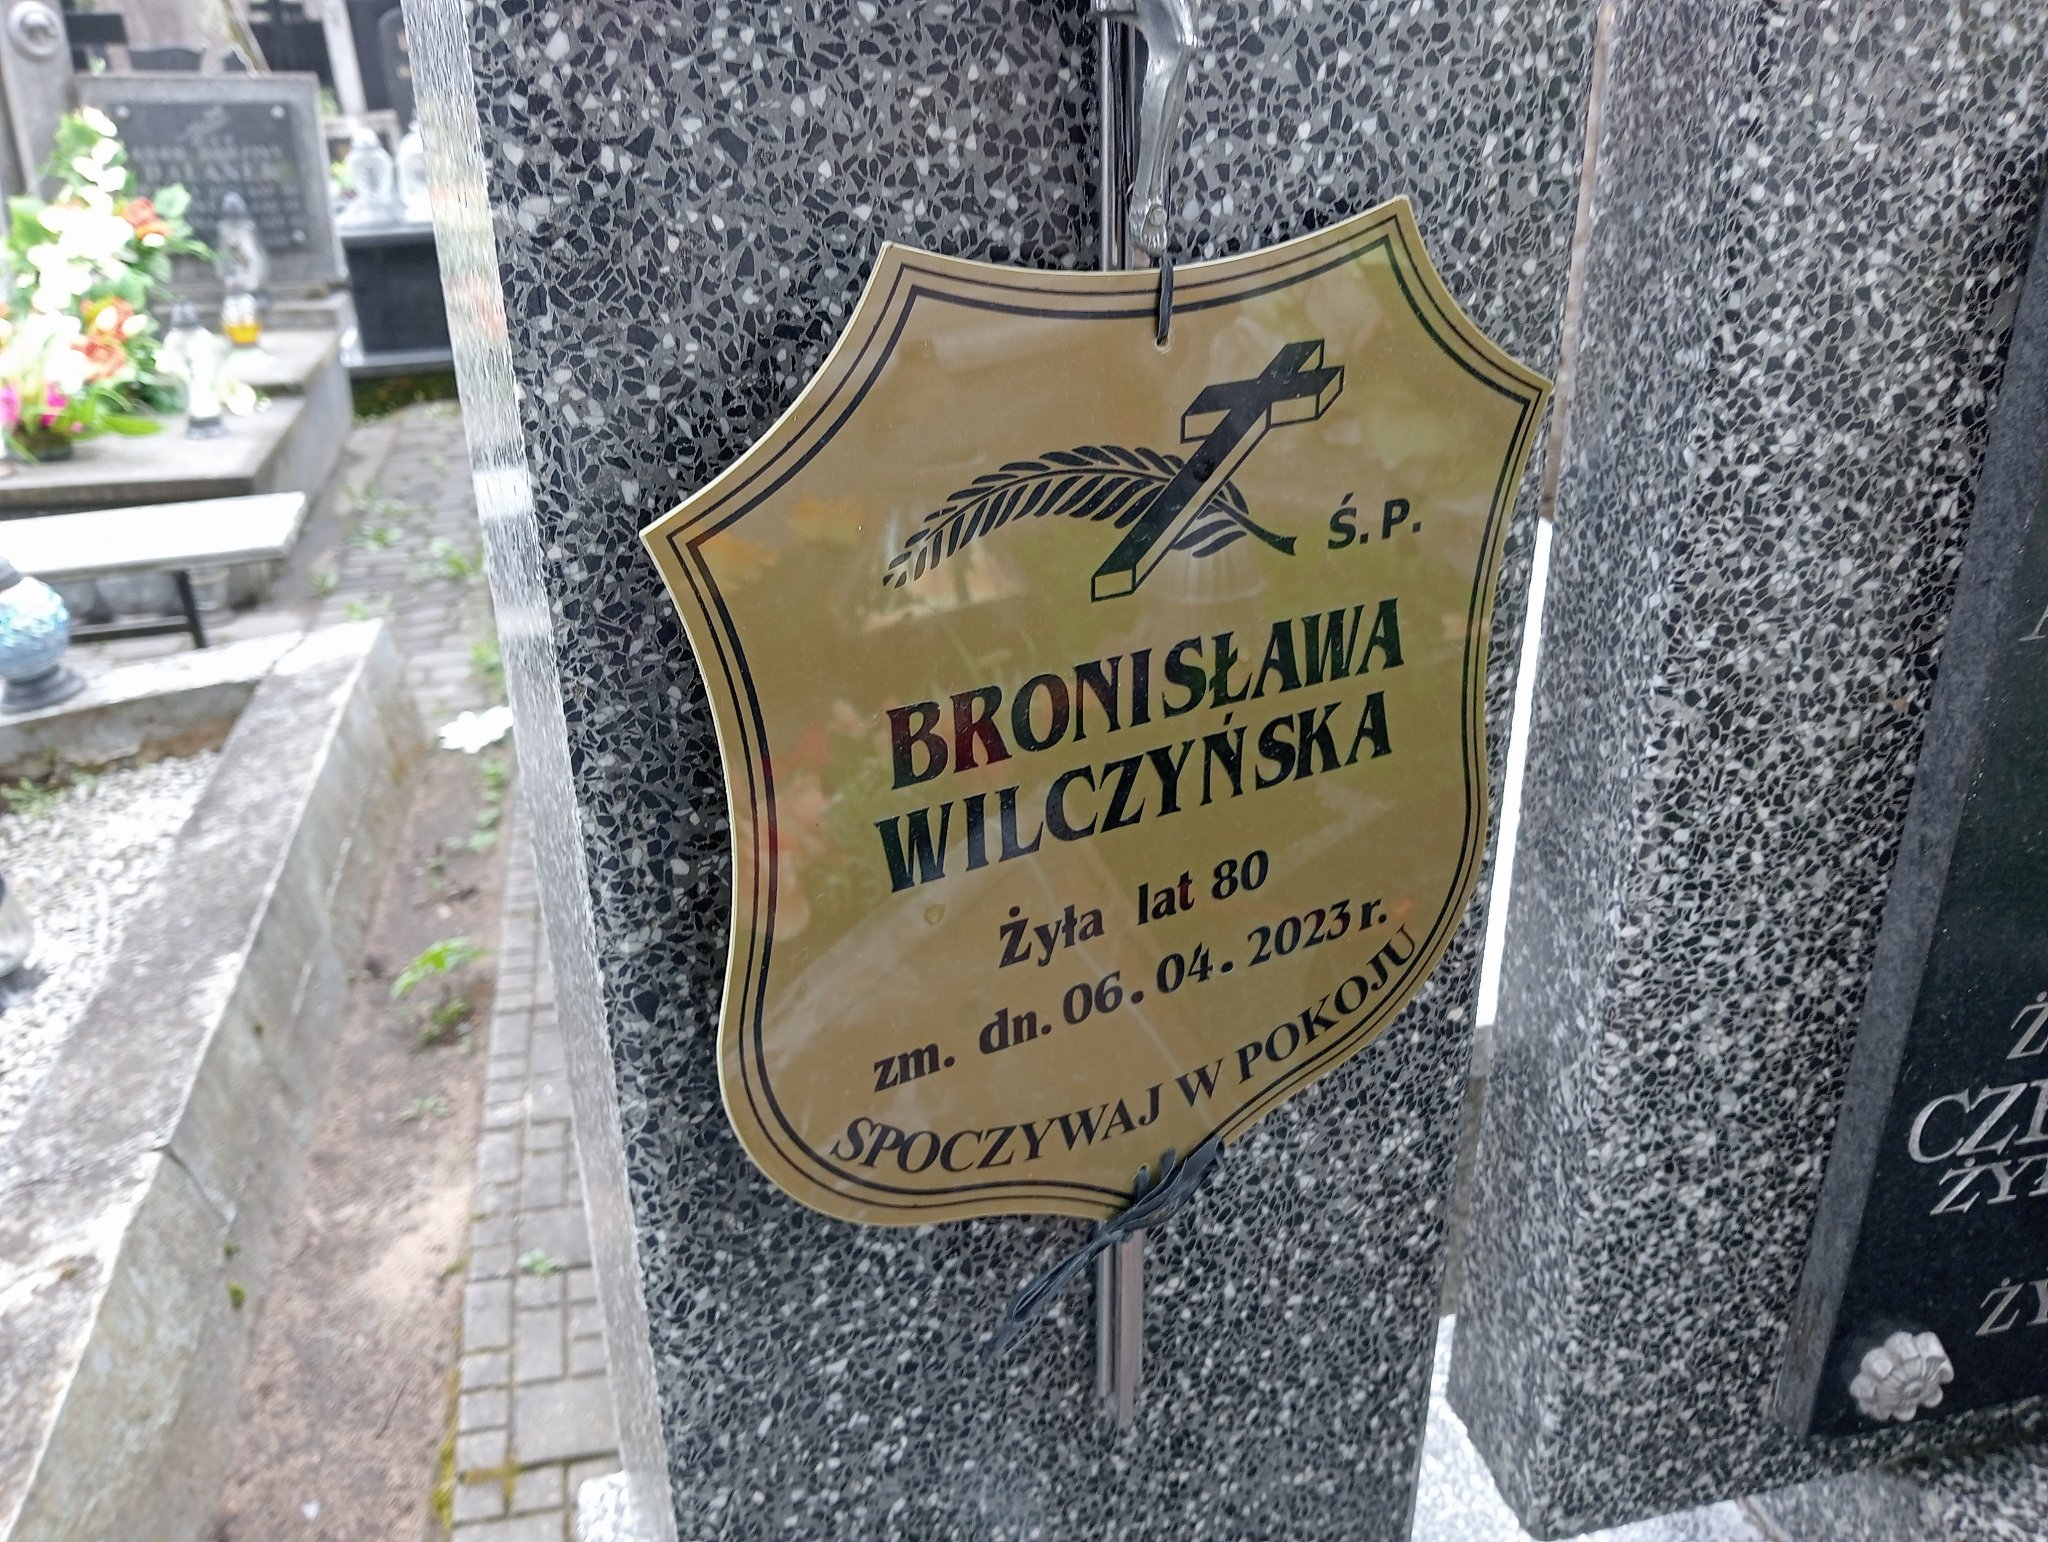 Ś. P.
BRONISŁAWA
WILCZYŃSKA
Żyła lat 80
zm. dn. 06. 04. 2023 r.
SPOCZYWAJ W POKOJU